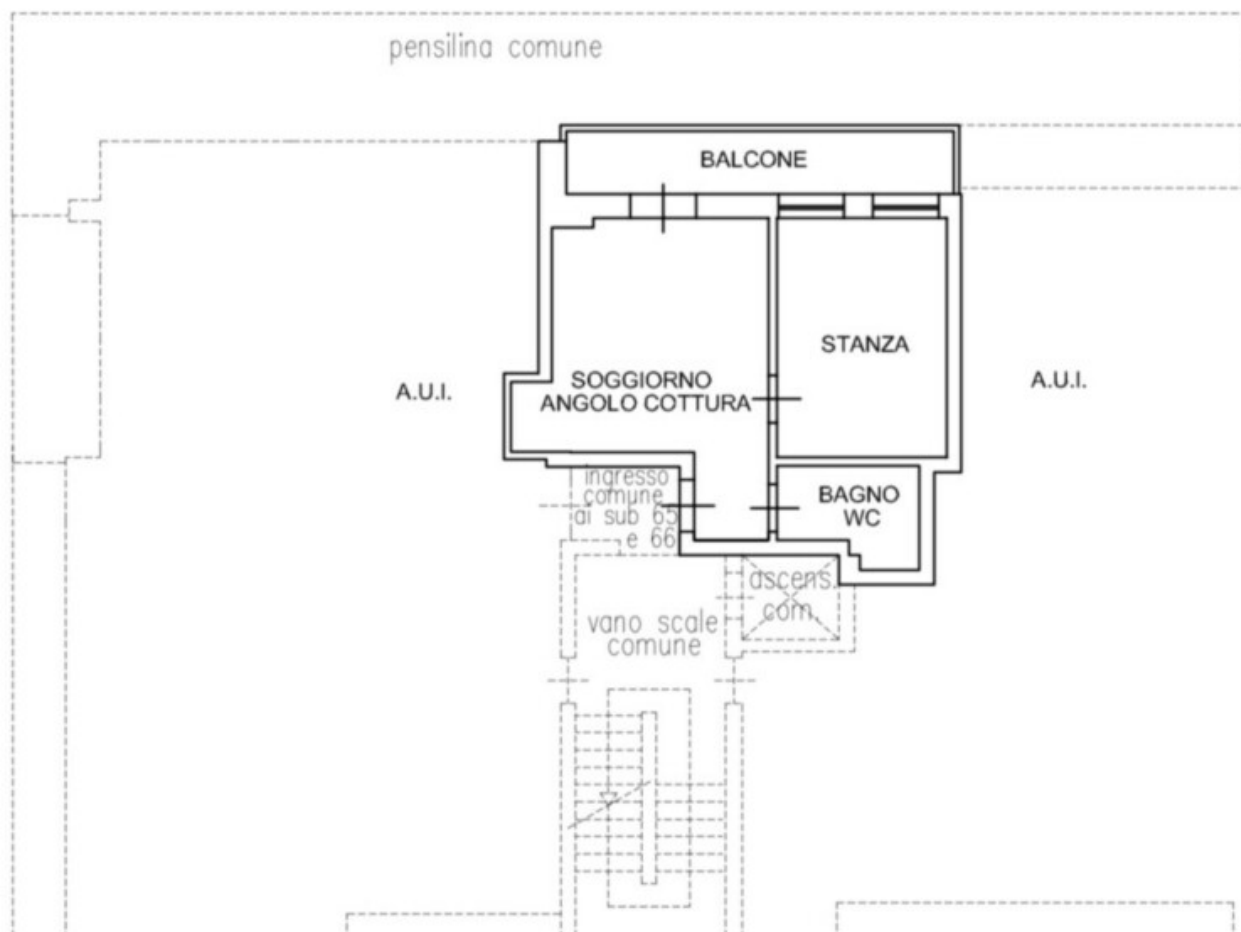 pensilina comune
BALCONE
STANZA
SOGGIORNO
ANGOLO COTTURA
A.U.I.
A.U.I.
ingresso
comune
ai sub 65
e 66
BAGNO
WC
ascens.
com.
vano scale
comune